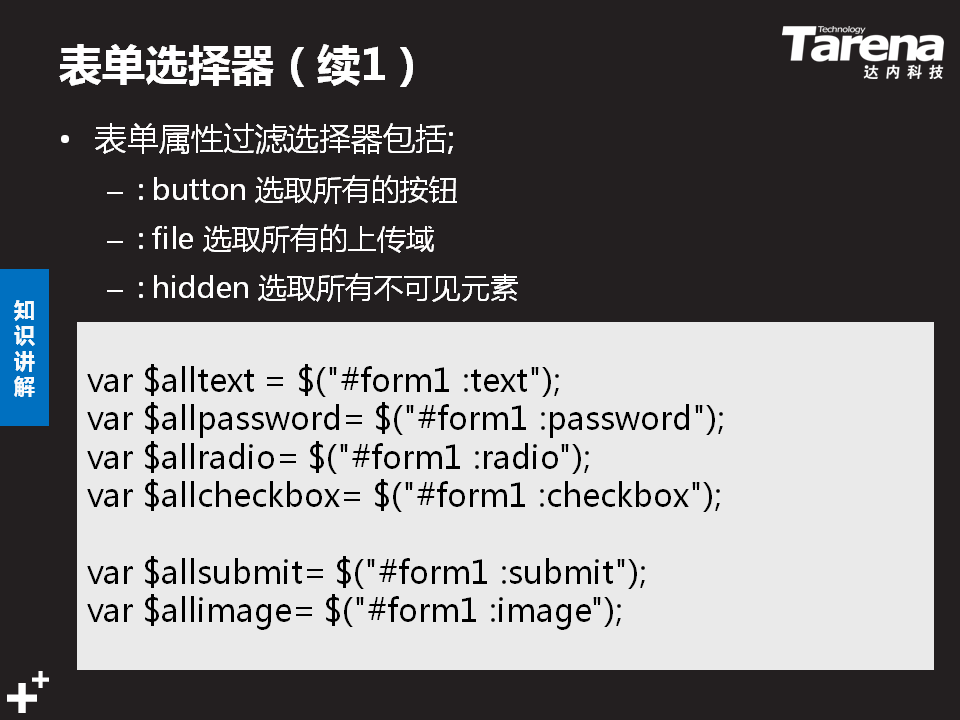 表单选择器（续1）
Technology
Tarena
达内科技
• 表单属性过滤选择器包括;
– : button 选取所有的按钮
– : file 选取所有的上传域
– : hidden 选取所有不可见元素
知识讲解
var $alltext = $("#form1 :text");
var $allpassword= $("#form1 :password");
var $allradio= $("#form1 :radio");
var $allcheckbox= $("#form1 :checkbox");
var $allsubmit= $("#form1 :submit");
var $allimage= $("#form1 :image");